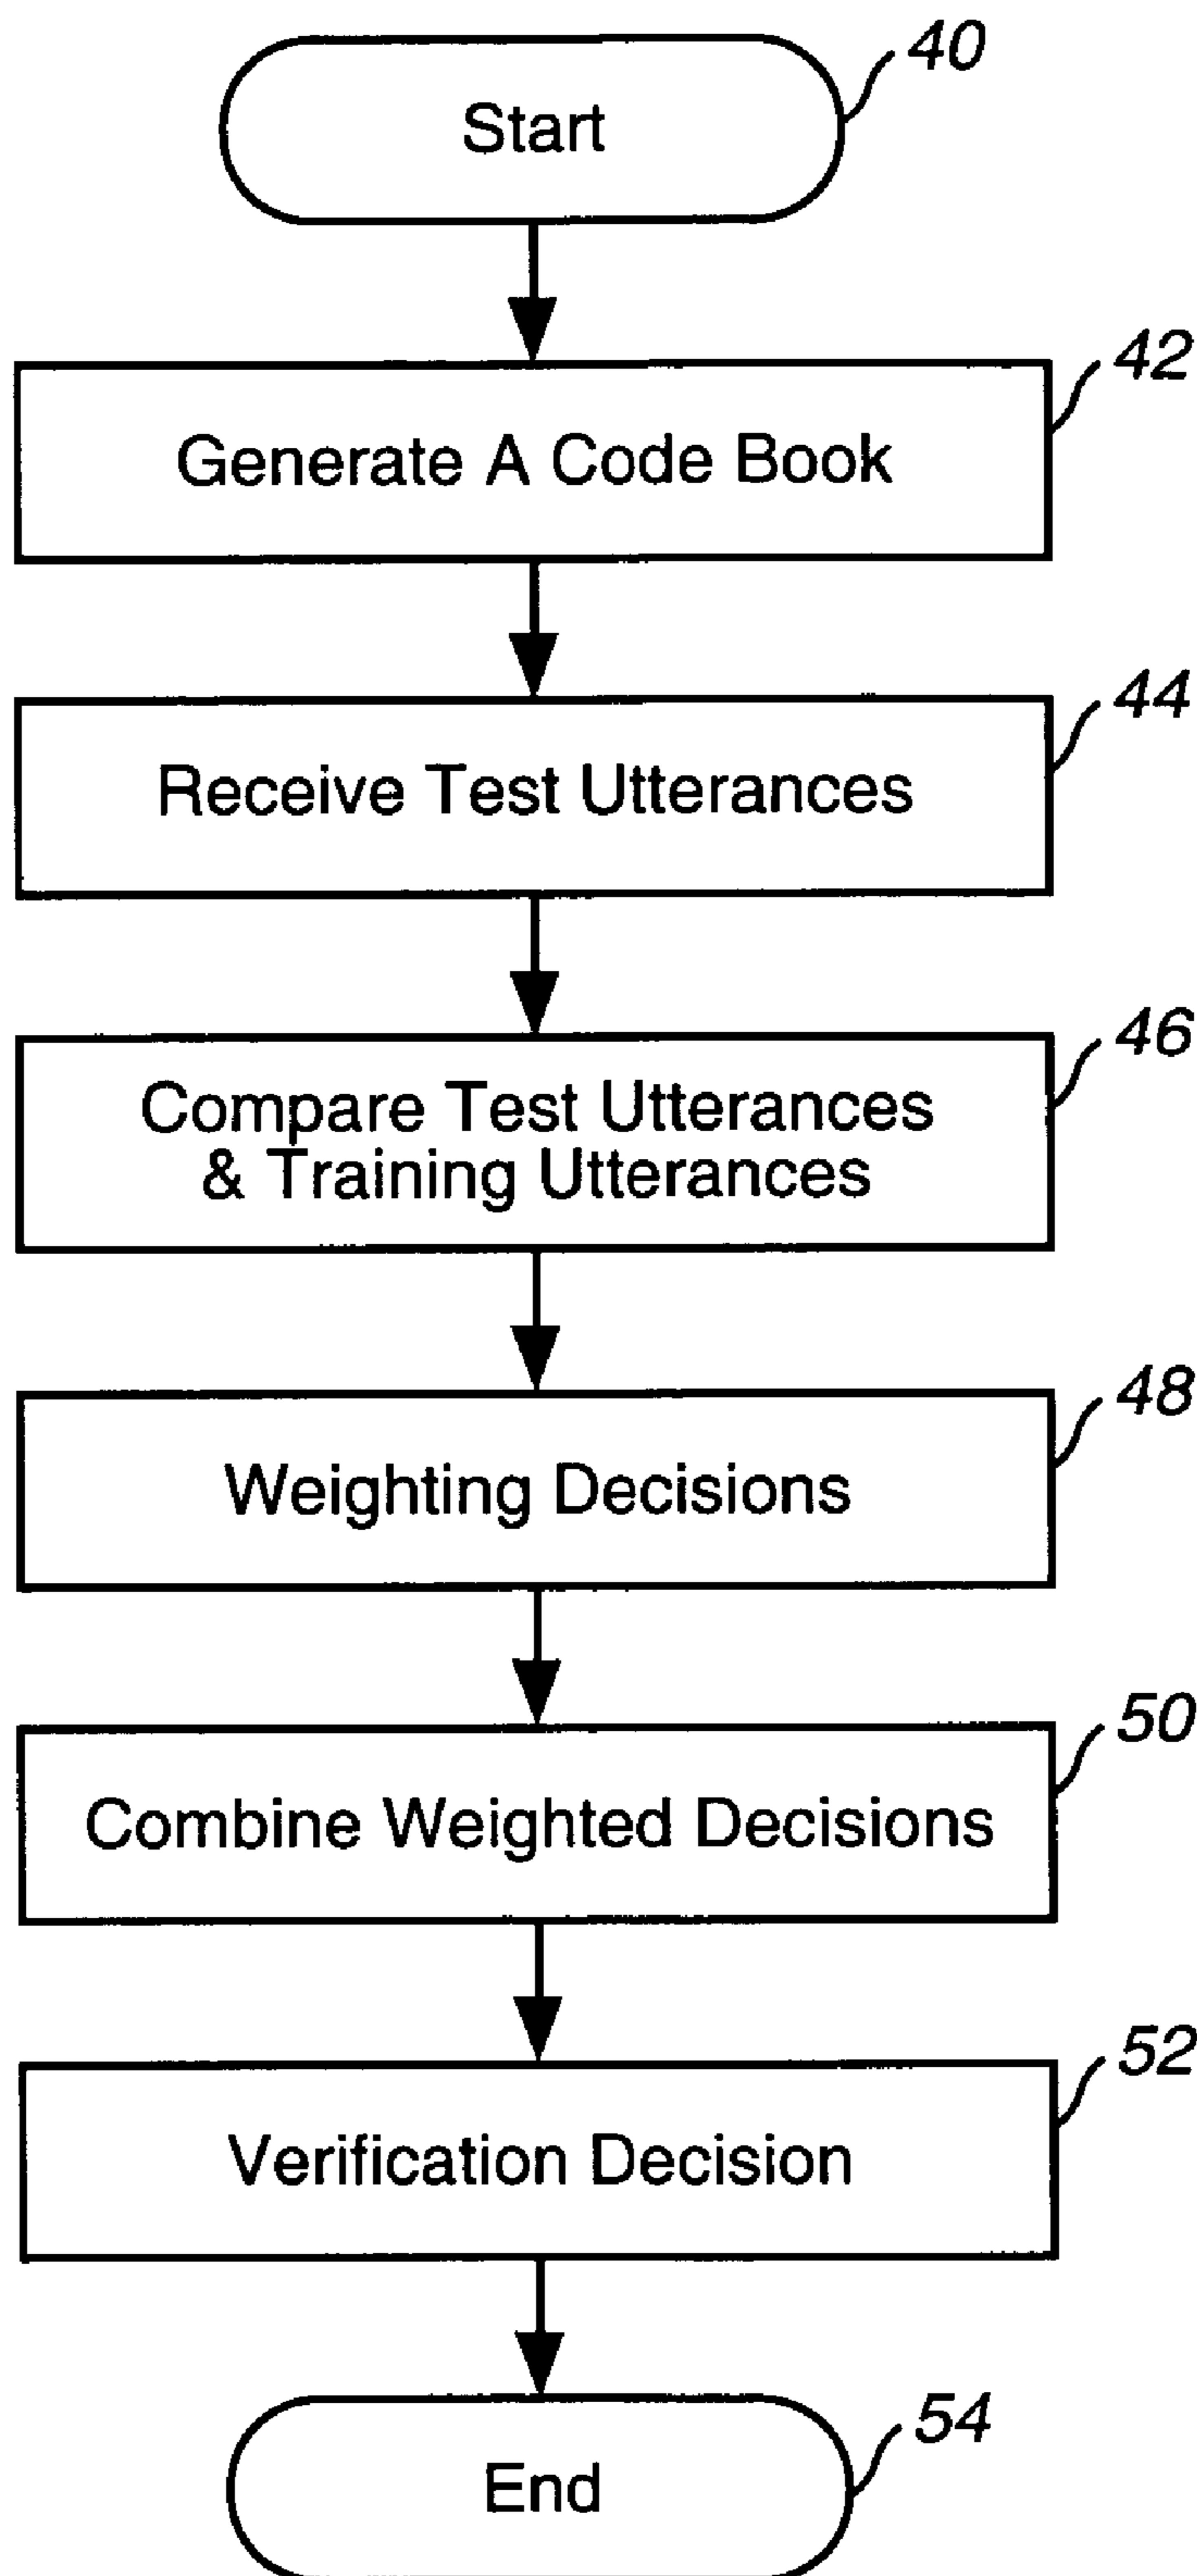 40
Start
42
Generate A Code Book
44
Receive Test Utterances
46
Compare Test Utterances
& Training Utterances
48
Weighting Decisions
50
Combine Weighted Decisions
52
Verification Decision
54
End